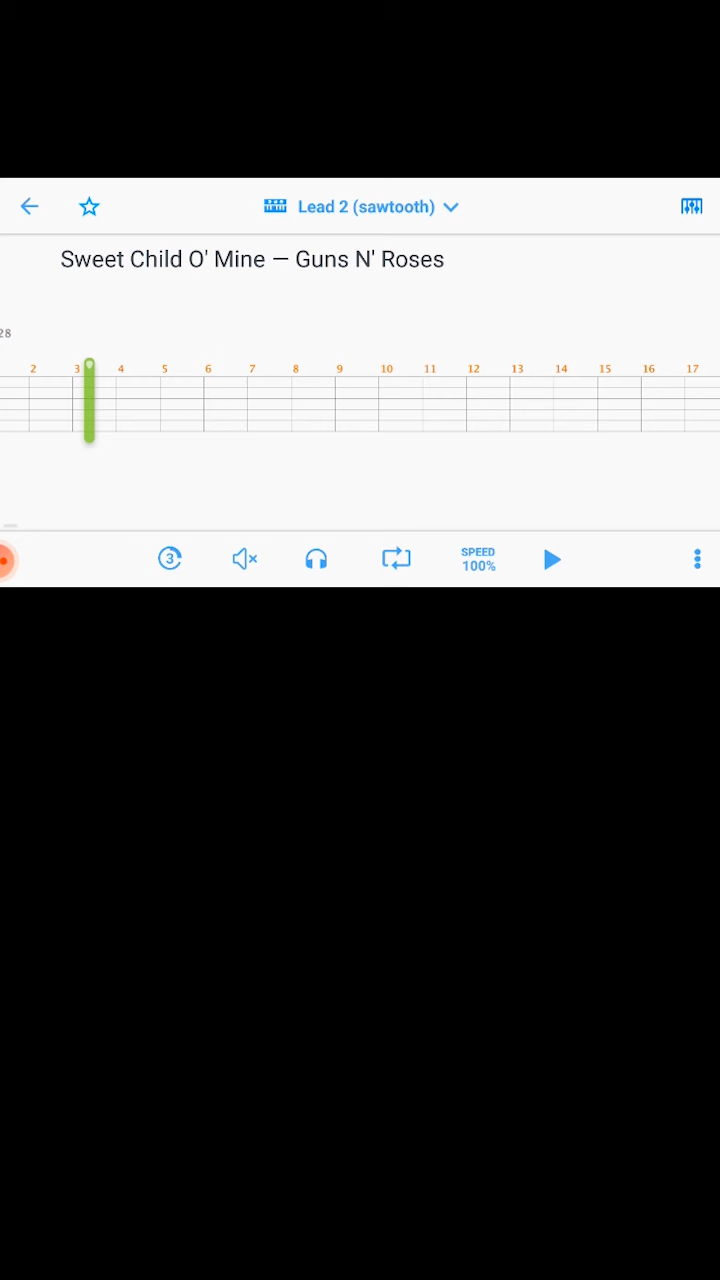 Lead 2 (sawtooth)
Sweet Child O' Mine — Guns N' Roses
28
2 3 4 5 6 7 8 9 10 11 12 13 14 15 16 17
3
SPEED
100%